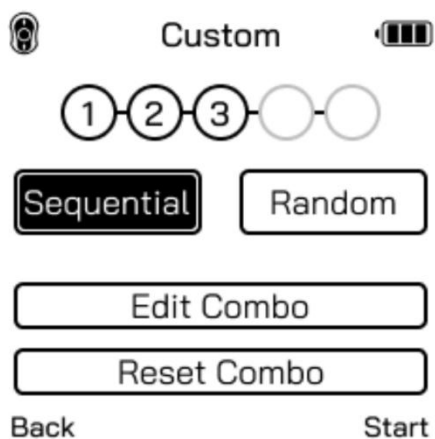 Custom
1 2 3
Sequential Random
Edit Combo
Reset Combo
Back Start